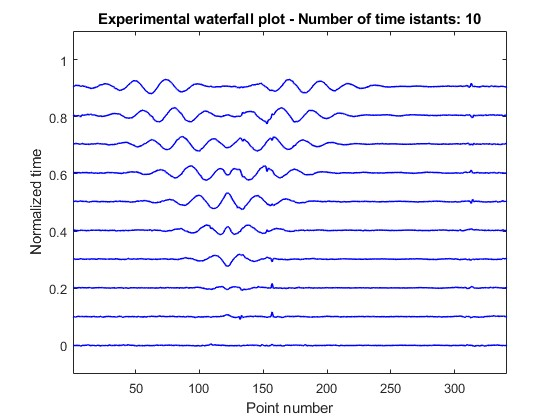 Experimental waterfall plot - Number of time istants: 10
Normalized time
1
0.8
0.6
0.4
0.2
0
50 100 150 200 250 300
Point number